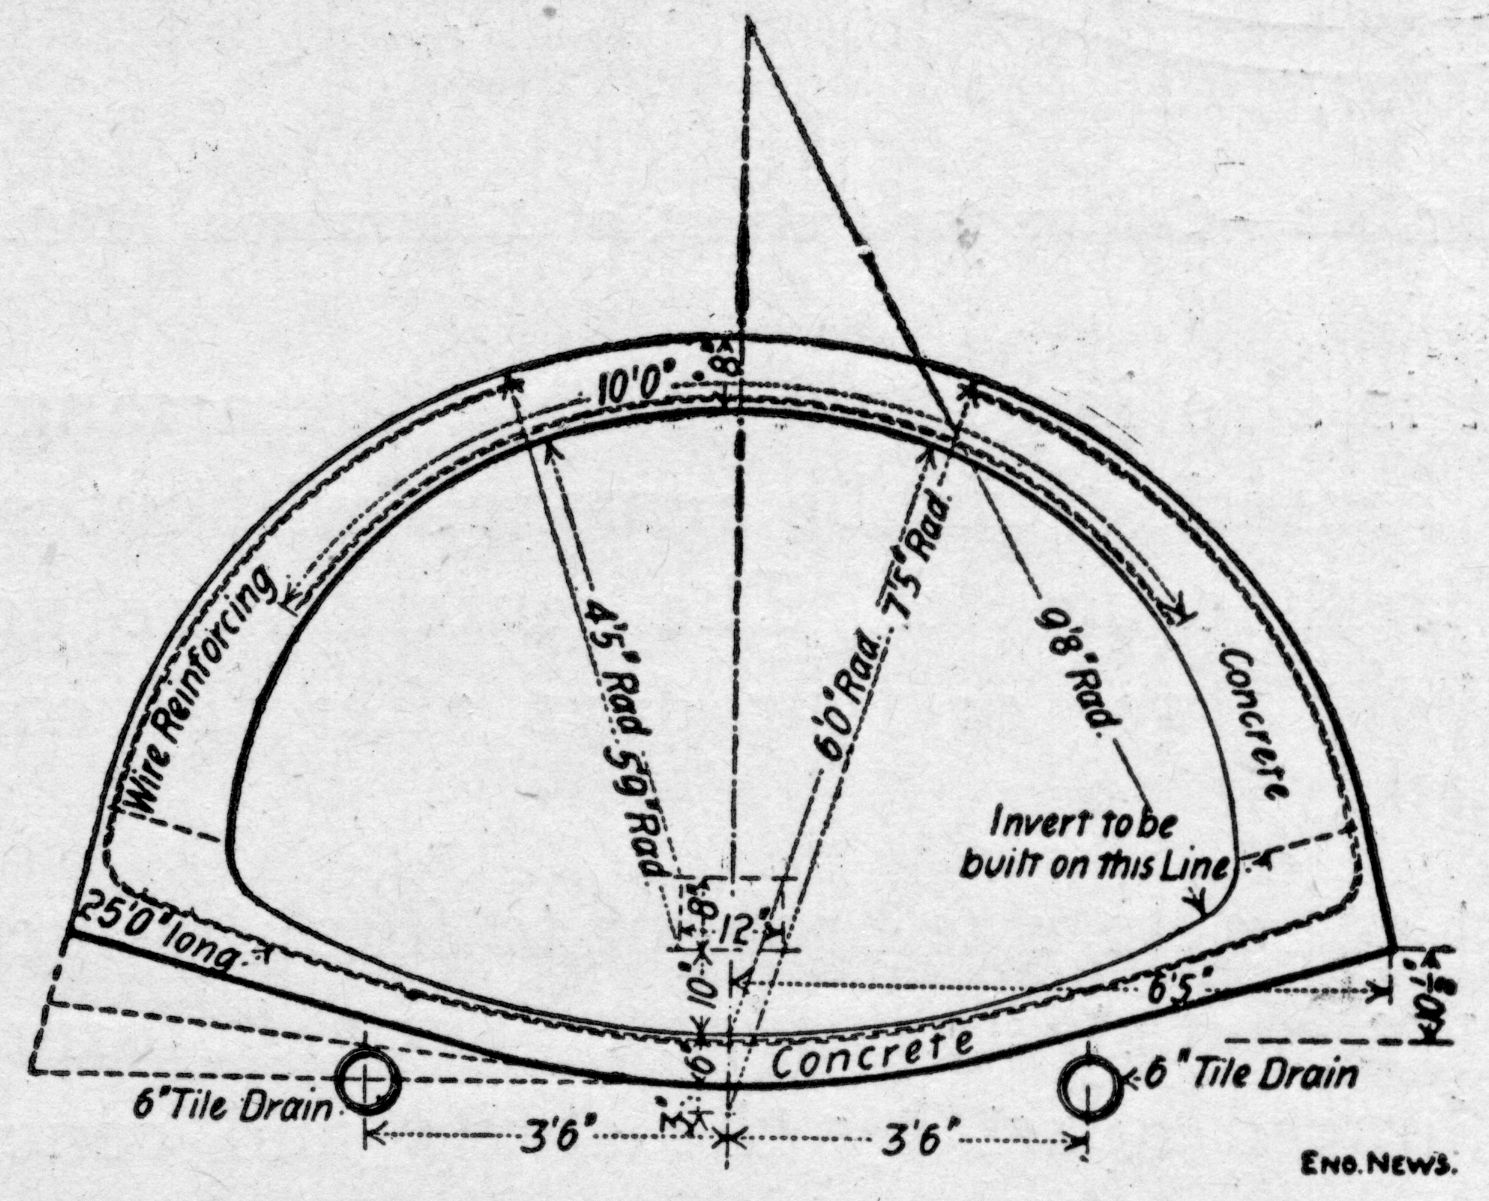 8"
10'0"
Wire Reinforcing
4'5" Rad.
5'9" Rad.
6'0" Rad.
7'5" Rad.
9'8" Rad.
Concrete
Invert to be
built on this Line
25'0" long.
8"
12"
10"
6'5"
9"
Concrete
6" Tile Drain
6" Tile Drain
3"
3'6"
3'6"
ENG. NEWS.